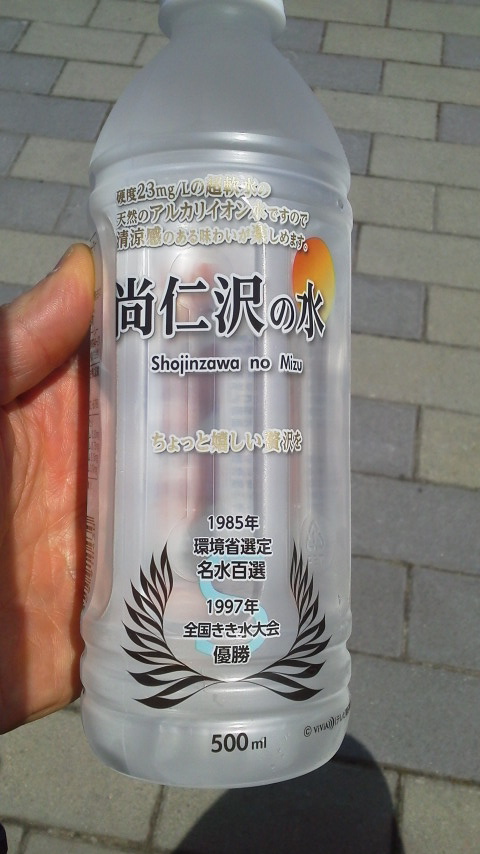 硬度23mg/Lの超軟水の
天然のアルカリイオン水ですので
清涼感のある味わいが楽しめます。
尚仁沢の水
Shojinzawa no Mizu
ちょっと嬉しい贅沢を
1985年
環境省選定
名水百選
1997年
全国きき水大会
優勝
500ml